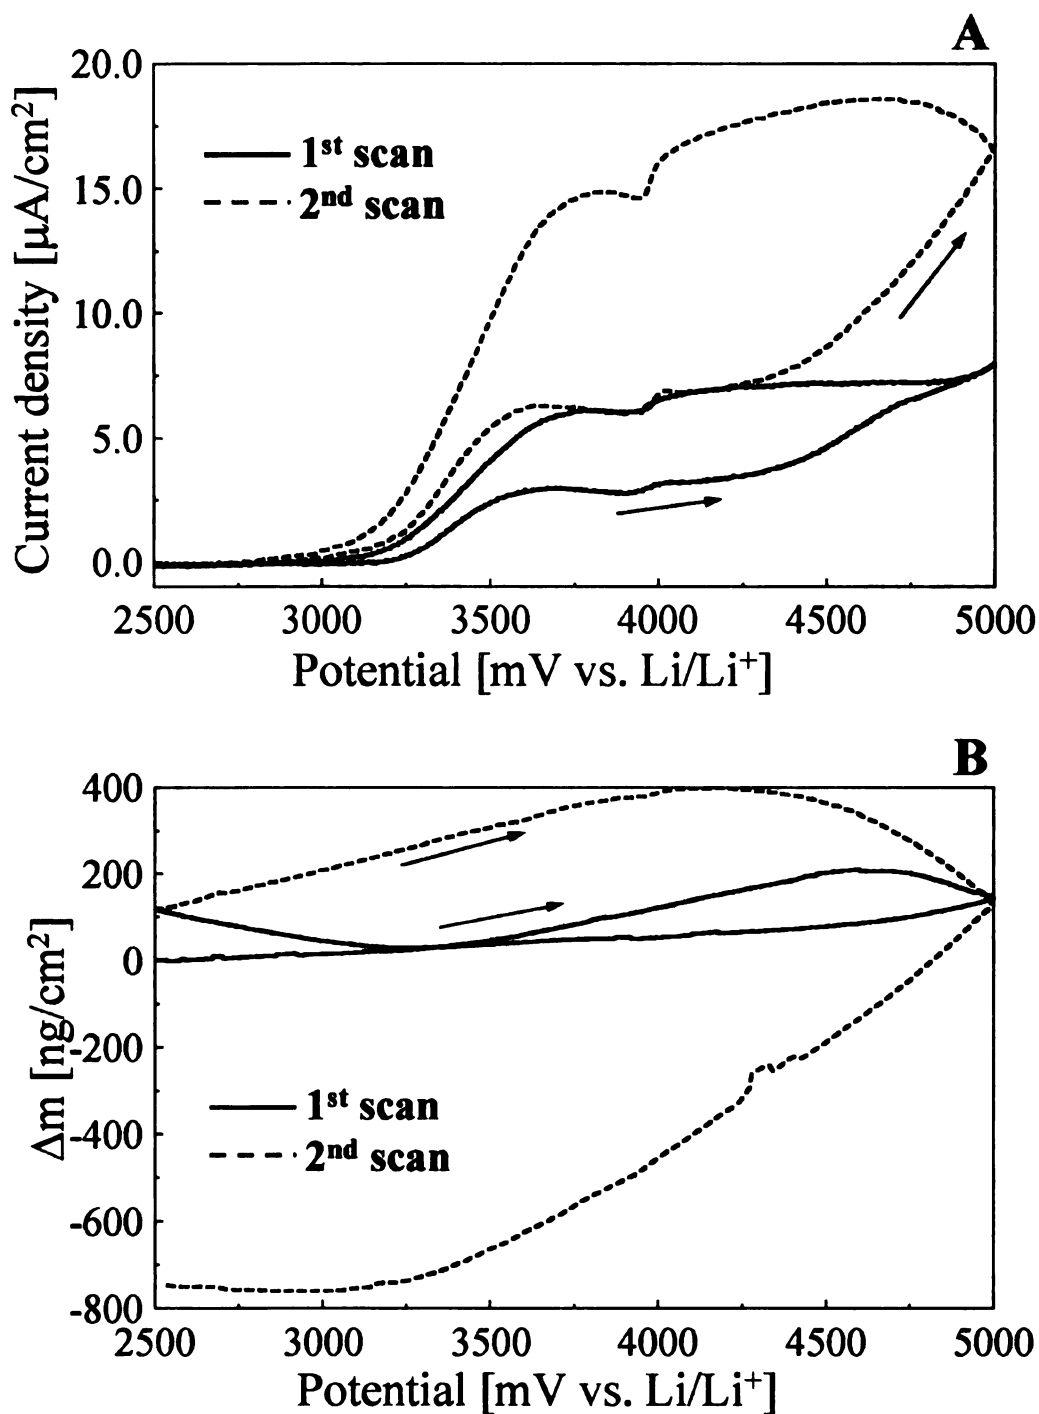 A
20.0
15.0
10.0
5.0
0.0
Current density [µA/cm²]
1st scan
2nd scan
2500 3000 3500 4000 4500 5000
Potential [mV vs. Li/Li⁺]
B
400
200
0
-200
-400
-600
-800
Δm [ng/cm²]
1st scan
2nd scan
2500 3000 3500 4000 4500 5000
Potential [mV vs. Li/Li⁺]